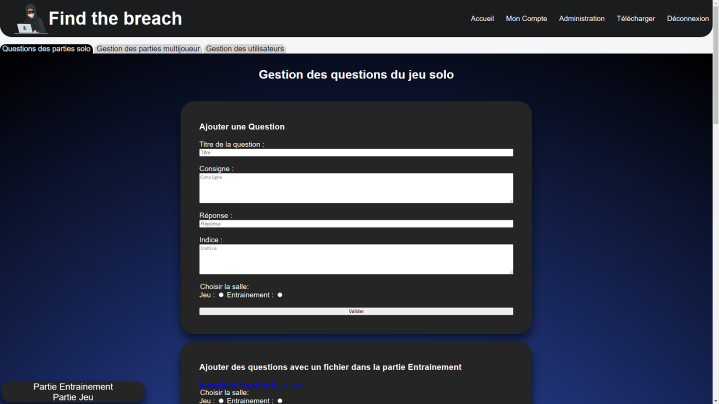 Find the breach
Accueil Mon Compte Administration Télécharger Déconnexion
Questions des parties solo Gestion des parties multijoueur Gestion des utilisateurs
Gestion des questions du jeu solo
Ajouter une Question
Titre de la question :
Titre
Consigne :
Consigne
Réponse :
Réponse
Indice :
Indice
Choisir la salle:
Jeu : Entrainement :
Valider
Ajouter des questions avec un fichier dans la partie Entrainement
Choisir la salle:
Jeu : Entrainement :
Partie Entrainement
Partie Jeu